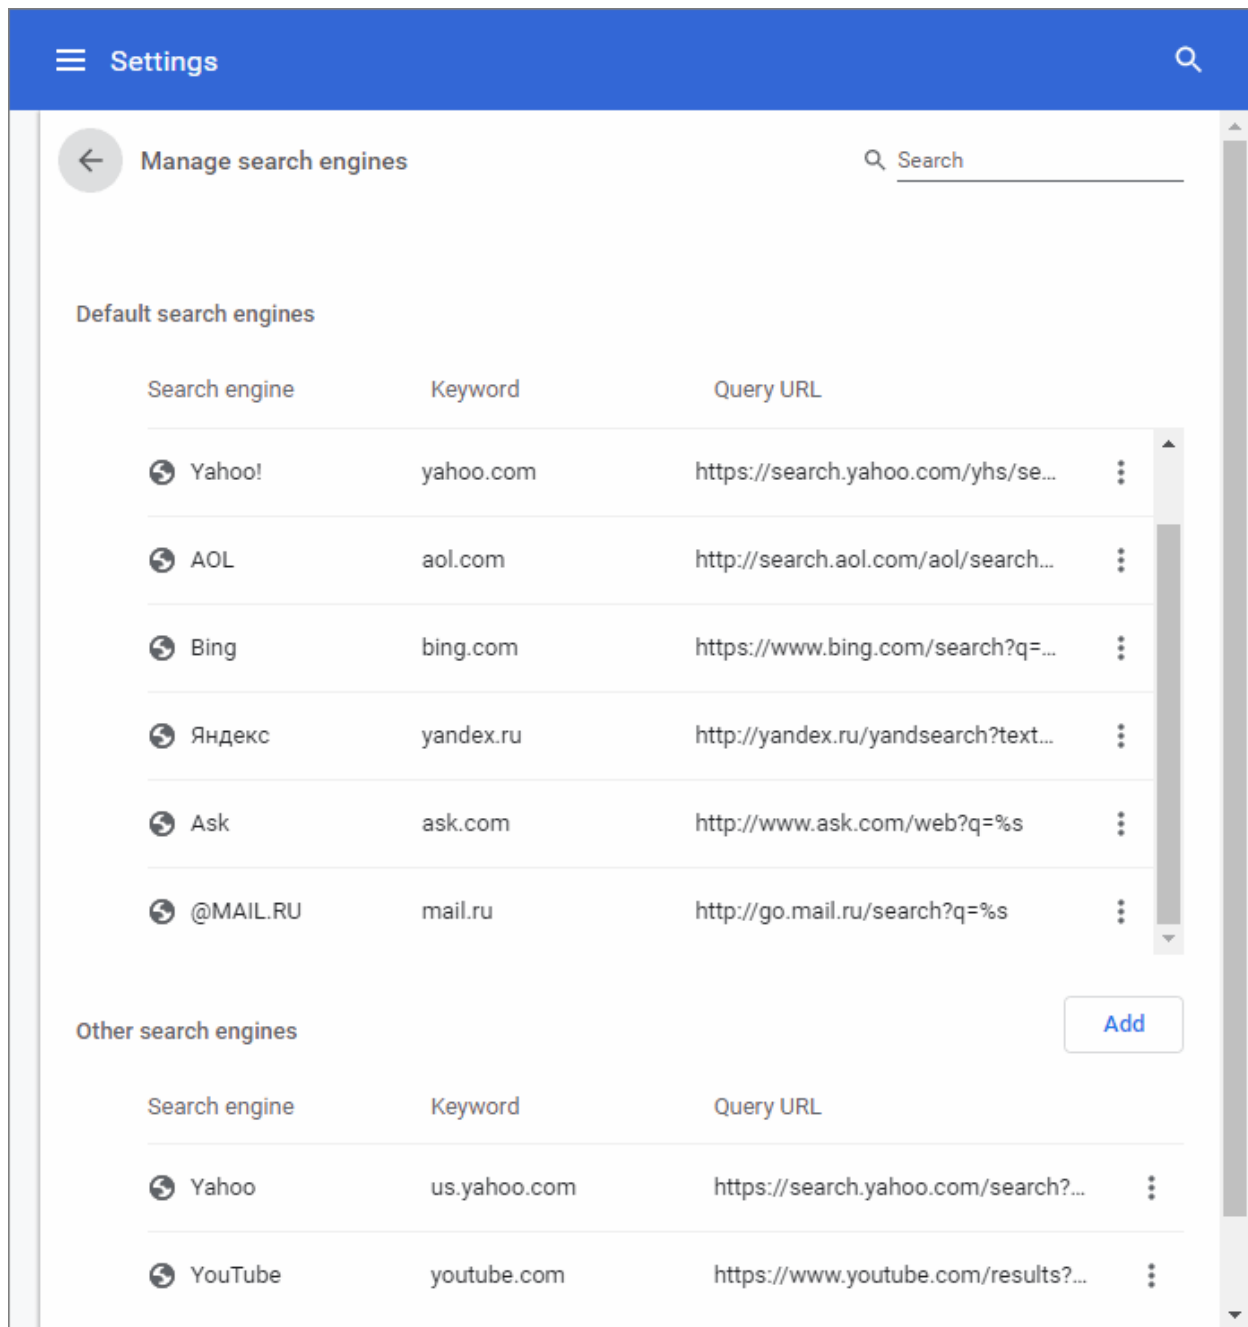 Settings
Manage search engines Search
Default search engines
Search engine Keyword Query URL
Yahoo! yahoo.com https://search.yahoo.com/yhs/se...
AOL aol.com http://search.aol.com/aol/search...
Bing bing.com https://www.bing.com/search?q=...
Яндекс yandex.ru http://yandex.ru/yandsearch?text...
Ask ask.com http://www.ask.com/web?q=%s
@MAIL.RU mail.ru http://go.mail.ru/search?q=%s
Other search engines Add
Search engine Keyword Query URL
Yahoo us.yahoo.com https://search.yahoo.com/search?...
YouTube youtube.com https://www.youtube.com/results?...